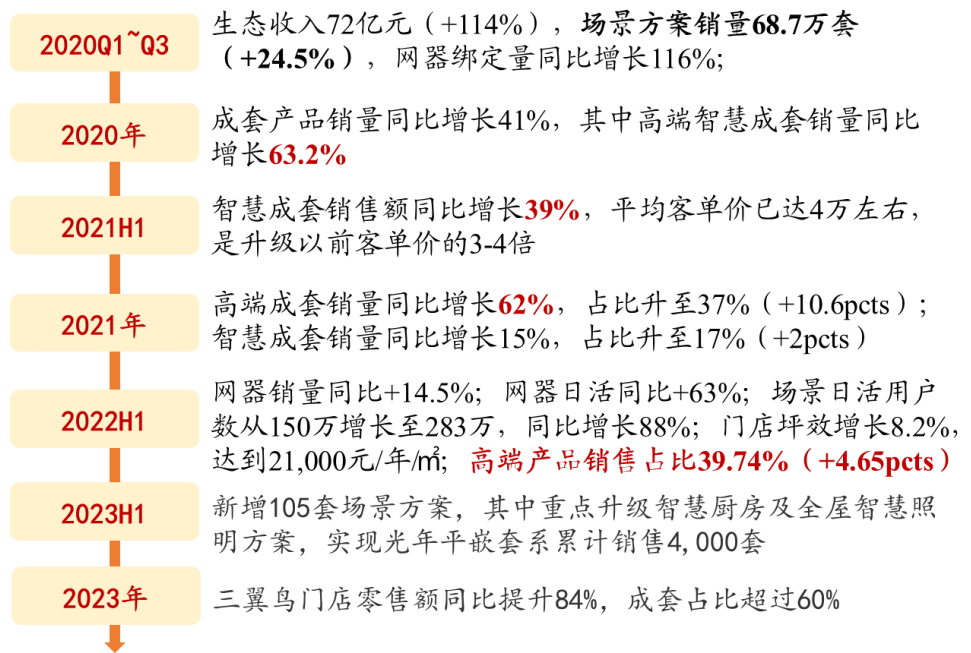 2020Q1~Q3
生态收入72亿元（+114%），场景方案销量68.7万套
（+24.5%），网器绑定量同比增长116%;
2020年
成套产品销量同比增长41%，其中高端智慧成套销量同比
增长63.2%
2021H1
智慧成套销售额同比增长39%，平均客单价已达4万左右，
是升级以前客单价的3-4倍
2021年
高端成套销量同比增长62%，占比升至37%（+10.6pcts）；
智慧成套销量同比增长15%，占比升至17%（+2pcts）
2022H1
网器销量同比+14.5%；网器日活同比+63%；场景日活用户
数从150万增长至283万，同比增长88%；门店坪效增长8.2%，
达到21,000元/年/㎡；高端产品销售占比39.74%（+4.65pcts）
2023H1
新增105套场景方案，其中重点升级智慧厨房及全屋智慧照
明方案，实现光年平嵌套系累计销售4,000套
2023年
三翼鸟门店零售额同比提升84%，成套占比超过60%